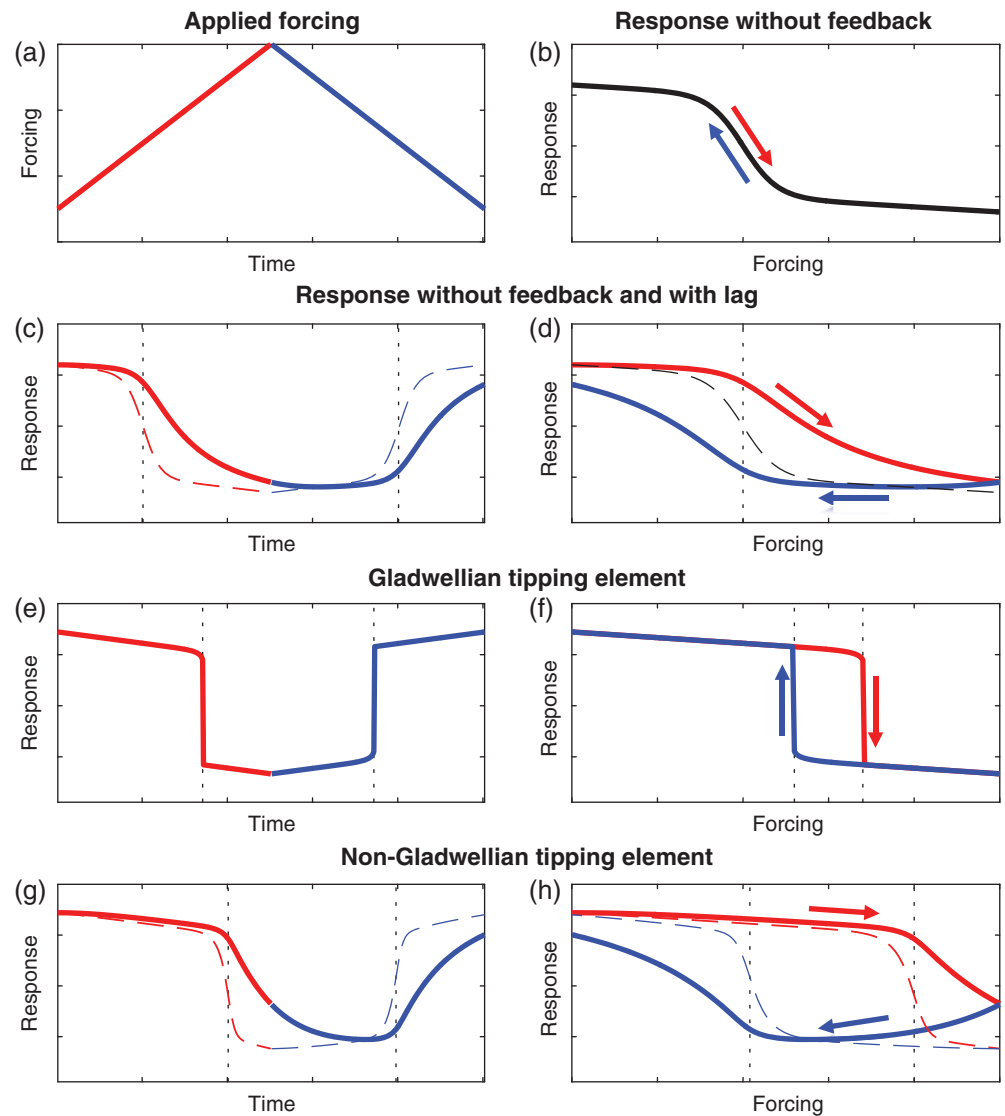 Applied forcing
Response without feedback
(a)
(b)
Forcing
Response
Time
Forcing
Response without feedback and with lag
(c)
(d)
Response
Response
Time
Forcing
Gladwellian tipping element
(e)
(f)
Response
Response
Time
Forcing
Non-Gladwellian tipping element
(g)
(h)
Response
Response
Time
Forcing